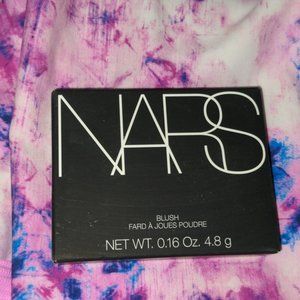 NARS
BLUSH
FARD À JOUES POUDRE
NET WT. 0.16 Oz. 4.8 g